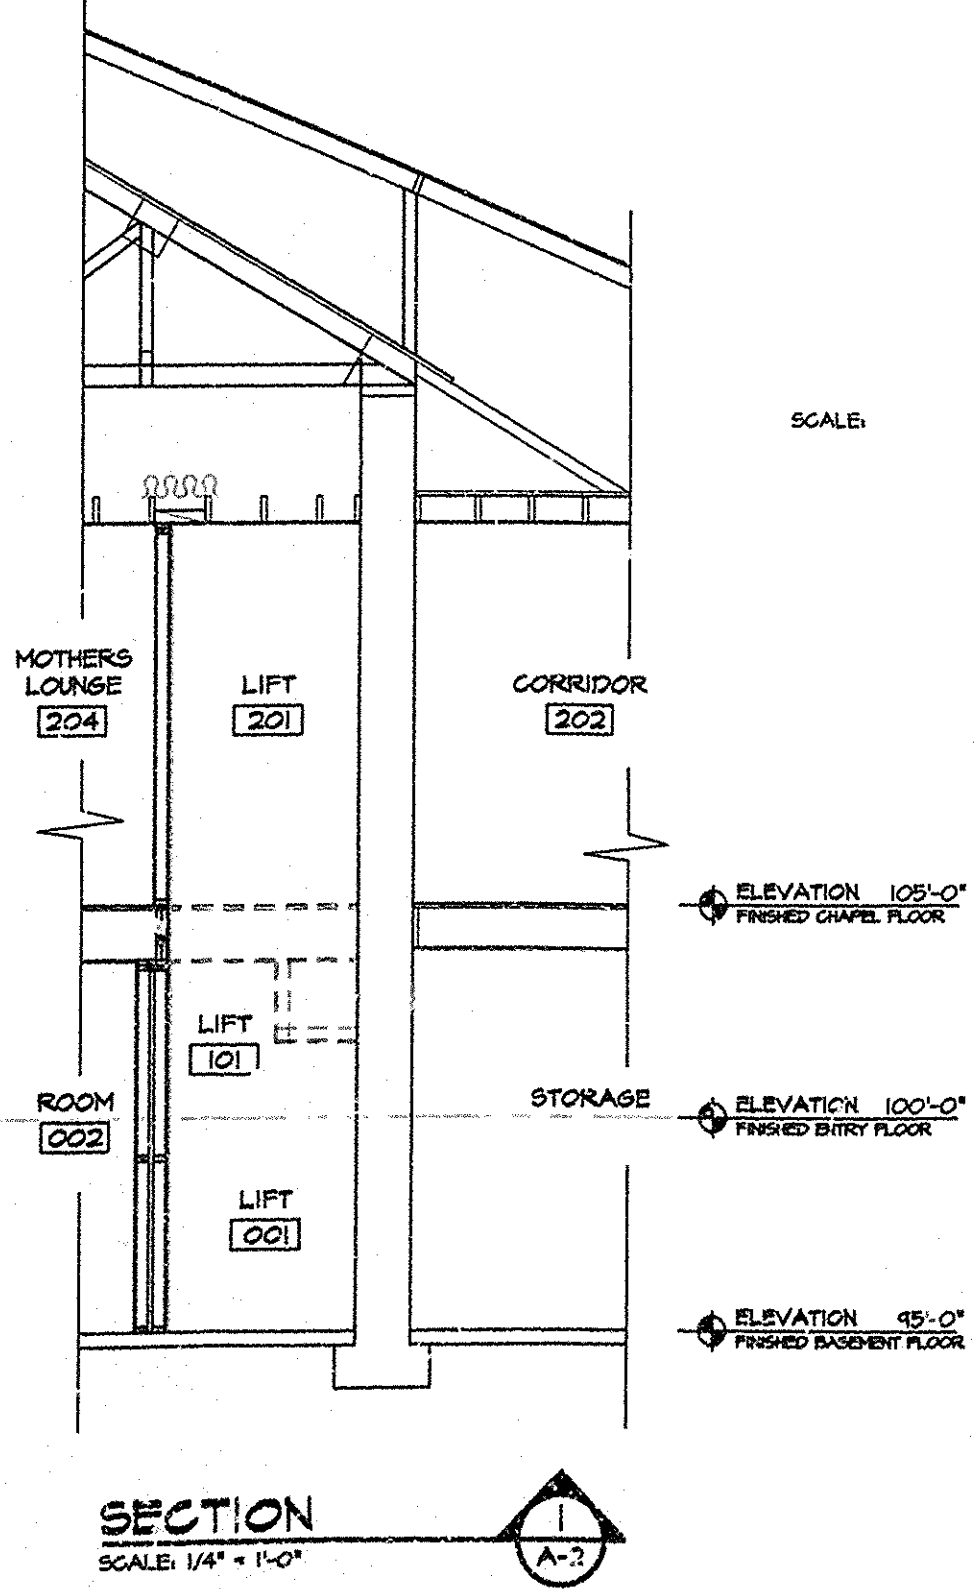 SCALE:
MOTHERS
LOUNGE
204
LIFT
201
CORRIDOR
202
ELEVATION 105'-0"
FINISHED CHAPEL FLOOR
LIFT
101
ROOM
002
STORAGE
ELEVATION 100'-0"
FINISHED ENTRY FLOOR
LIFT
001
ELEVATION 95'-0"
FINISHED BASEMENT FLOOR
SECTION
SCALE: 1/4" = 1'-0"
1
A-2